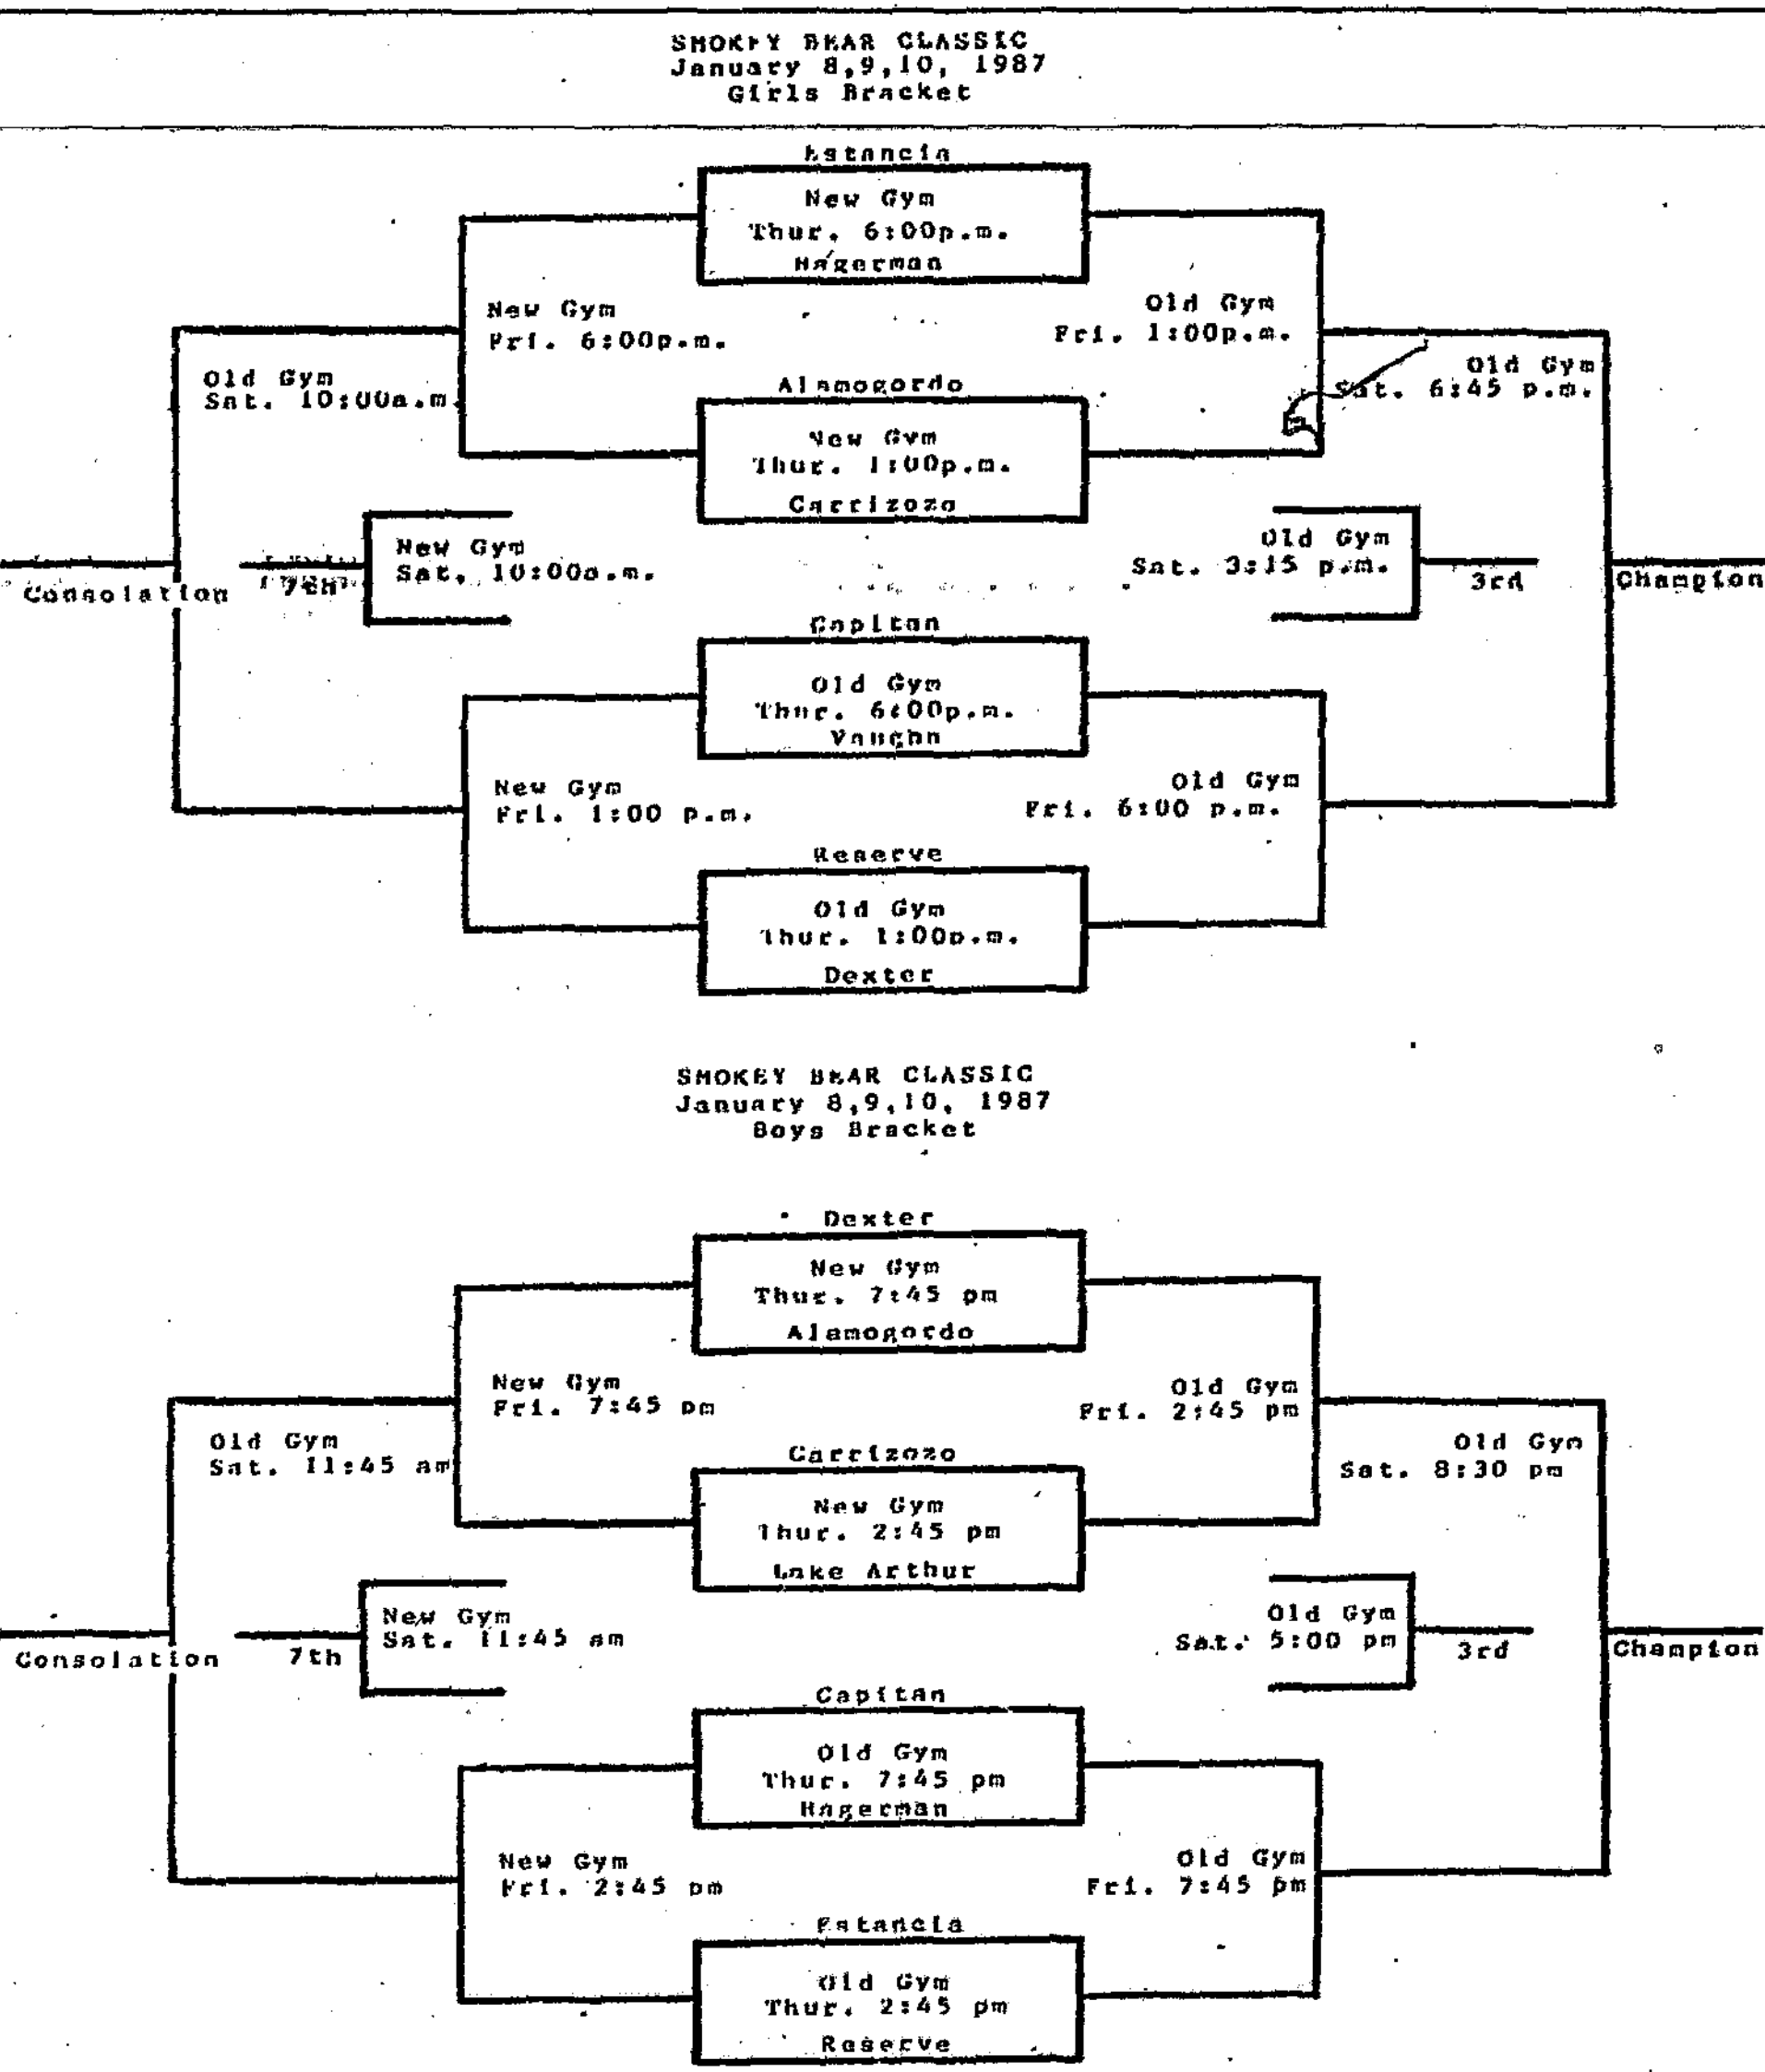 SMOKEY BEAR CLASSIC
January 8,9,10, 1987
Girls Bracket
Estancia
New Gym
Thur. 6:00p.m.
Hagerman
New Gym
Fri. 6:00p.m.
Old Gym
Fri. 1:00p.m.
Old Gym
Sat. 10:00a.m.
Old Gym
Sat. 6:45 p.m.
Alamogordo
New Gym
Thur. 1:00p.m.
Carrizozo
New Gym
Sat. 10:00a.m.
Old Gym
Sat. 3:15 p.m.
Consolation
7th
3rd
Champion
Capitan
Old Gym
Thur. 6:00p.m.
Vaughn
New Gym
Fri. 1:00 p.m.
Old Gym
Fri. 6:00 p.m.
Reserve
Old Gym
Thur. 1:00p.m.
Dexter
SMOKEY BEAR CLASSIC
January 8,9,10, 1987
Boys Bracket
Dexter
New Gym
Thur. 7:45 pm
Alamogordo
New Gym
Fri. 7:45 pm
Old Gym
Fri. 2:45 pm
Old Gym
Sat. 11:45 am
Old Gym
Sat. 8:30 pm
Carrizozo
New Gym
Thur. 2:45 pm
Lake Arthur
New Gym
Sat. 11:45 am
Old Gym
Sat. 5:00 pm
Consolation
7th
3rd
Champion
Capitan
Old Gym
Thur. 7:45 pm
Hagerman
New Gym
Fri. 2:45 pm
Old Gym
Fri. 7:45 pm
Estancia
Old Gym
Thur. 2:45 pm
Reserve